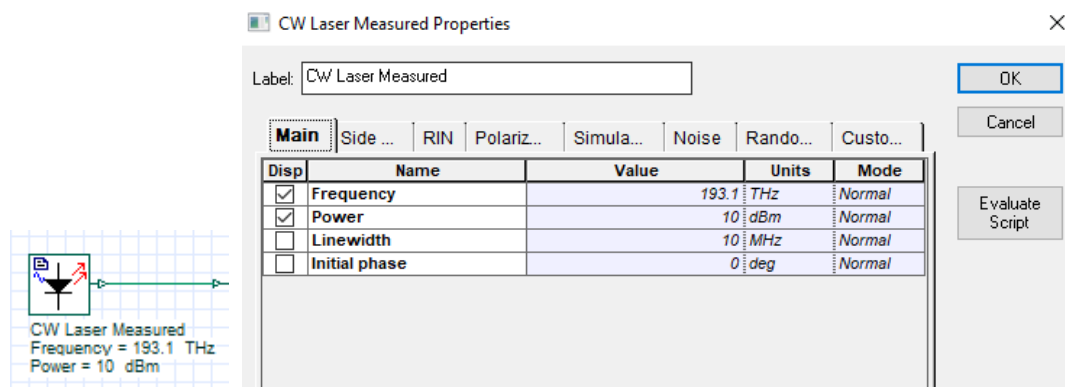 CW Laser Measured Properties
Label: CW Laser Measured
OK
Cancel
Evaluate
Script
Main Side ... RIN Polariz... Simula... Noise Rando... Custo...
Disp Name Value Units Mode
Frequency 193.1 THz Normal
Power 10 dBm Normal
Linewidth 10 MHz Normal
Initial phase 0 deg Normal
CW Laser Measured
Frequency = 193.1 THz
Power = 10 dBm